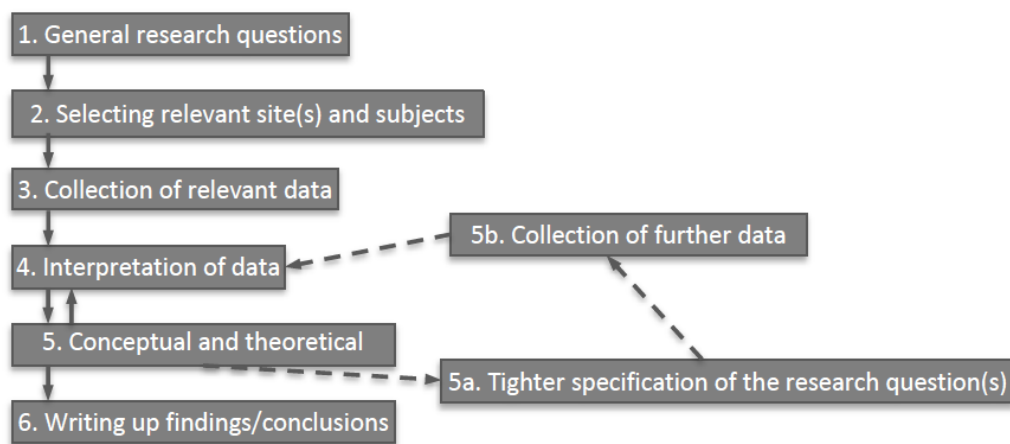 1. General research questions
2. Selecting relevant site(s) and subjects
3. Collection of relevant data
4. Interpretation of data
5b. Collection of further data
5. Conceptual and theoretical
5a. Tighter specification of the research question(s)
6. Writing up findings/conclusions